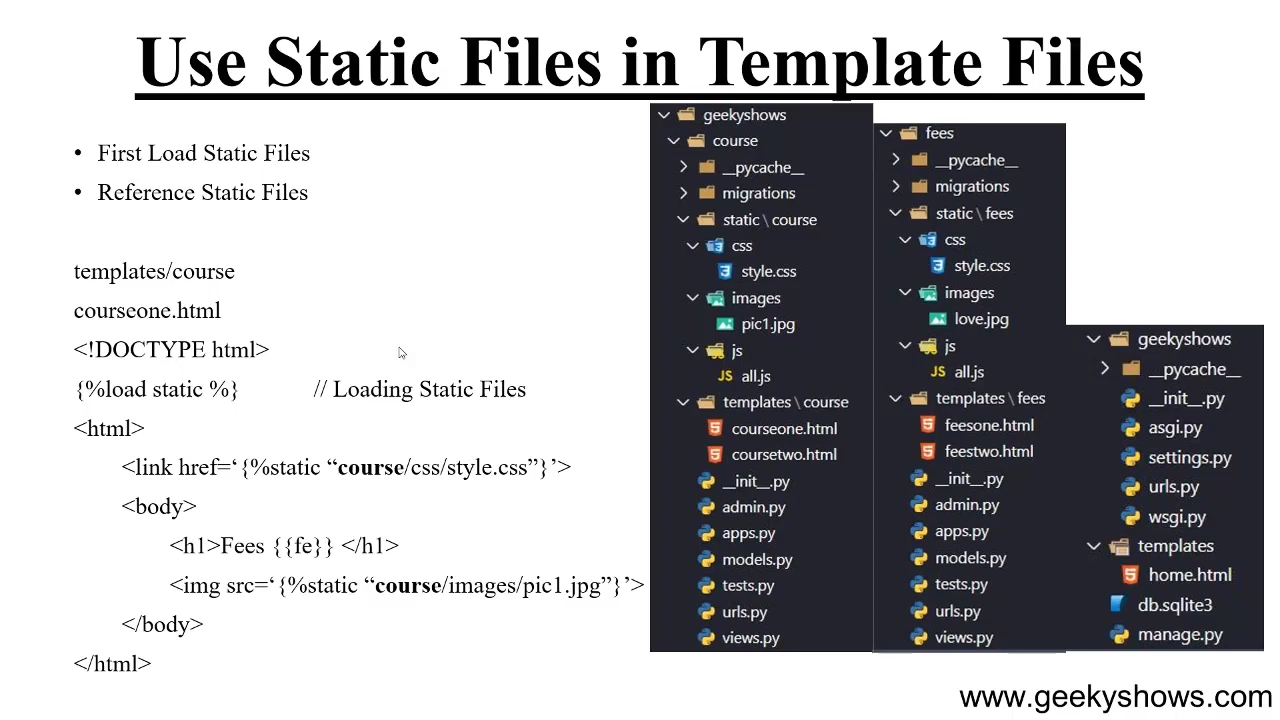 Use Static Files in Template Files
• First Load Static Files
• Reference Static Files
templates/course
courseone.html
<!DOCTYPE html>
{%load static %} // Loading Static Files
<html>
<link href=‘{%static “course/css/style.css”}’>
<body>
<h1>Fees {{fe}} </h1>
<img src=‘{%static “course/images/pic1.jpg”}’>
</body>
</html>
geekyshows
course
__pycache__
migrations
static \ course
css
style.css
images
pic1.jpg
js
JS all.js
templates \ course
courseone.html
coursetwo.html
__init__.py
admin.py
apps.py
models.py
tests.py
urls.py
views.py
fees
__pycache__
migrations
static \ fees
css
style.css
images
love.jpg
js
JS all.js
templates \ fees
feesone.html
feestwo.html
__init__.py
admin.py
apps.py
models.py
tests.py
urls.py
views.py
geekyshows
__pycache__
__init__.py
asgi.py
settings.py
urls.py
wsgi.py
templates
home.html
db.sqlite3
manage.py
www.geekyshows.com